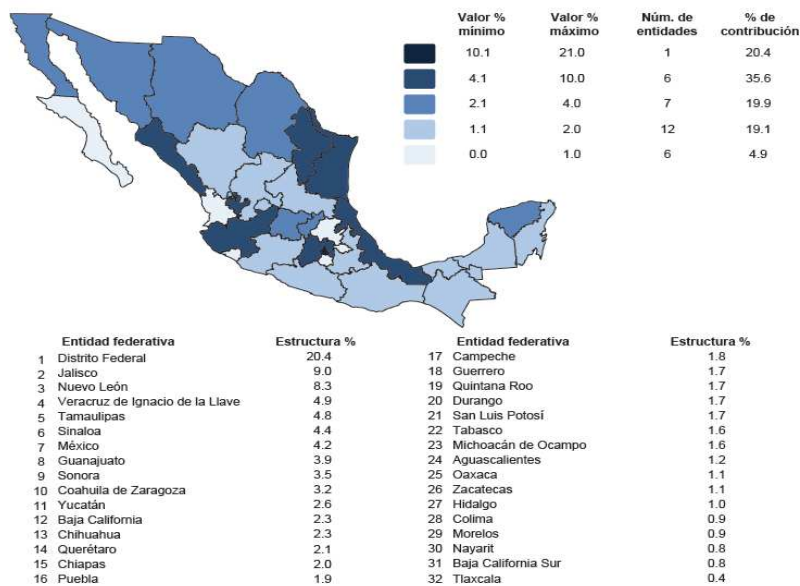 Valor % mínimo Valor % máximo Núm. de entidades % de contribución
10.1 21.0 1 20.4
4.1 10.0 6 35.6
2.1 4.0 7 19.9
1.1 2.0 12 19.1
0.0 1.0 6 4.9
Entidad federativa Estructura %
1 Distrito Federal 20.4
2 Jalisco 9.0
3 Nuevo León 8.3
4 Veracruz de Ignacio de la Llave 4.9
5 Tamaulipas 4.8
6 Sinaloa 4.4
7 México 4.2
8 Guanajuato 3.9
9 Sonora 3.5
10 Coahuila de Zaragoza 3.2
11 Yucatán 2.6
12 Baja California 2.3
13 Chihuahua 2.3
14 Querétaro 2.1
15 Chiapas 2.0
16 Puebla 1.9
Entidad federativa Estructura %
17 Campeche 1.8
18 Guerrero 1.7
19 Quintana Roo 1.7
20 Durango 1.7
21 San Luis Potosí 1.7
22 Tabasco 1.6
23 Michoacán de Ocampo 1.6
24 Aguascalientes 1.2
25 Oaxaca 1.1
26 Zacatecas 1.1
27 Hidalgo 1.0
28 Colima 0.9
29 Morelos 0.9
30 Nayarit 0.8
31 Baja California Sur 0.8
32 Tlaxcala 0.4